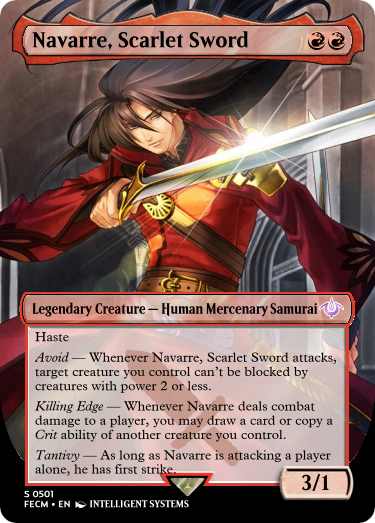 Navarre, Scarlet Sword
Legendary Creature — Human Mercenary Samurai
Haste
Avoid — Whenever Navarre, Scarlet Sword attacks,
target creature you control can't be blocked by
creatures with power 2 or less.
Killing Edge — Whenever Navarre deals combat
damage to a player, you may draw a card or copy a
Crit ability of another creature you control.
Tantivy — As long as Navarre is attacking a player
alone, he has first strike.
3/1
S 0501
FECM • EN INTELLIGENT SYSTEMS